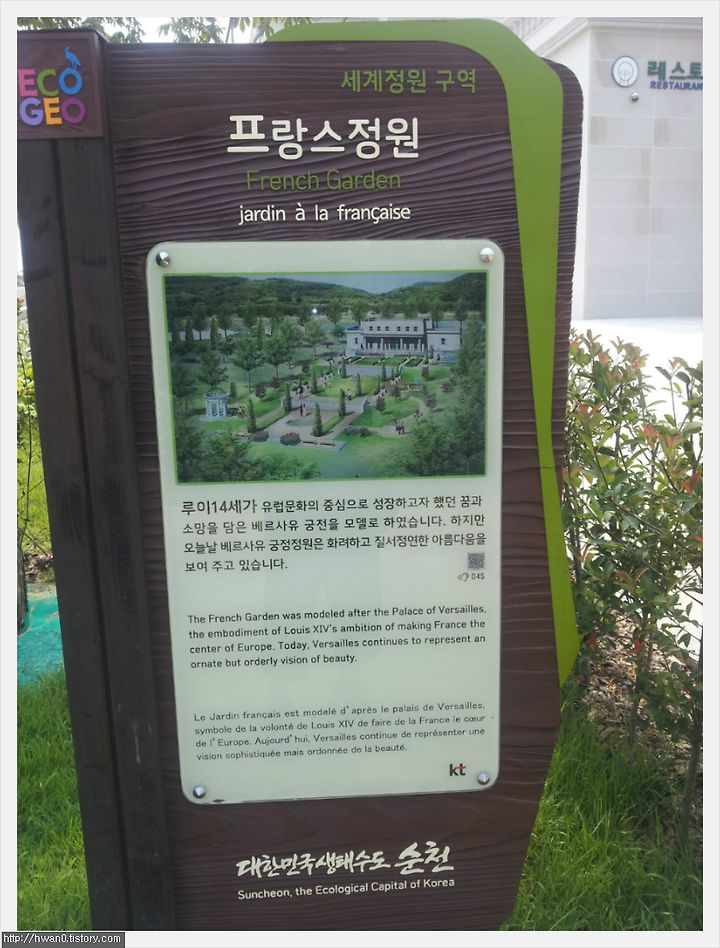 ECO
GEO
세계정원 구역
레스토
RESTAURAN
프랑스정원
French Garden
jardin à la française
루이14세가 유럽문화의 중심으로 성장하고자 했던 꿈과
소망을 담은 베르사유 궁전을 모델로 하였습니다. 하지만
오늘날 베르사유 궁정정원은 화려하고 질서정연한 아름다움을
보여 주고 있습니다.
045
The French Garden was modeled after the Palace of Versailles,
the embodiment of Louis XIV's ambition of making France the
center of Europe. Today, Versailles continues to represent an
ornate but orderly vision of beauty.
Le Jardin français est modelé d'après le palais de Versailles,
symbole de la volonté de Louis XIV de faire de la France le cœur
de l'Europe. Aujourd'hui, Versailles continue de représenter une
vision sophistiquée mais ordonnée de la beauté.
kt
대한민국 생태수도 순천
Suncheon, the Ecological Capital of Korea
http://hwan0.tistory.com